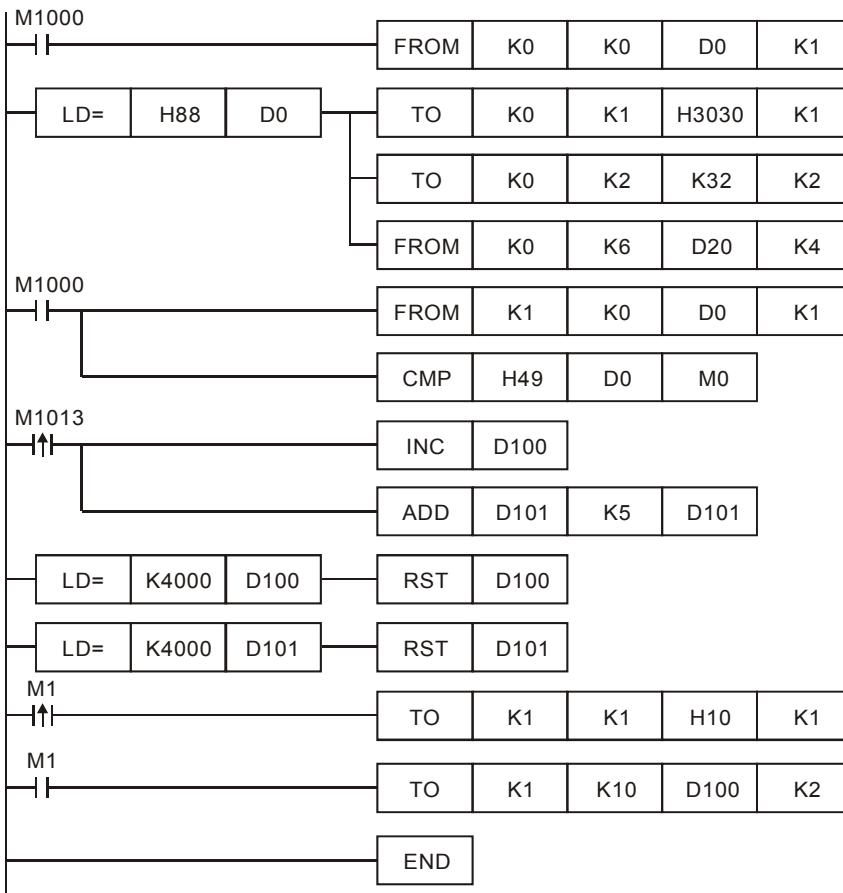 M1000
FROM K0 K0 D0 K1
LD= H88 D0 TO K0 K1 H3030 K1
TO K0 K2 K32 K2
FROM K0 K6 D20 K4
M1000
FROM K1 K0 D0 K1
CMP H49 D0 M0
M1013
INC D100
ADD D101 K5 D101
LD= K4000 D100 RST D100
LD= K4000 D101 RST D101
M1
TO K1 K1 H10 K1
M1
TO K1 K10 D100 K2
END